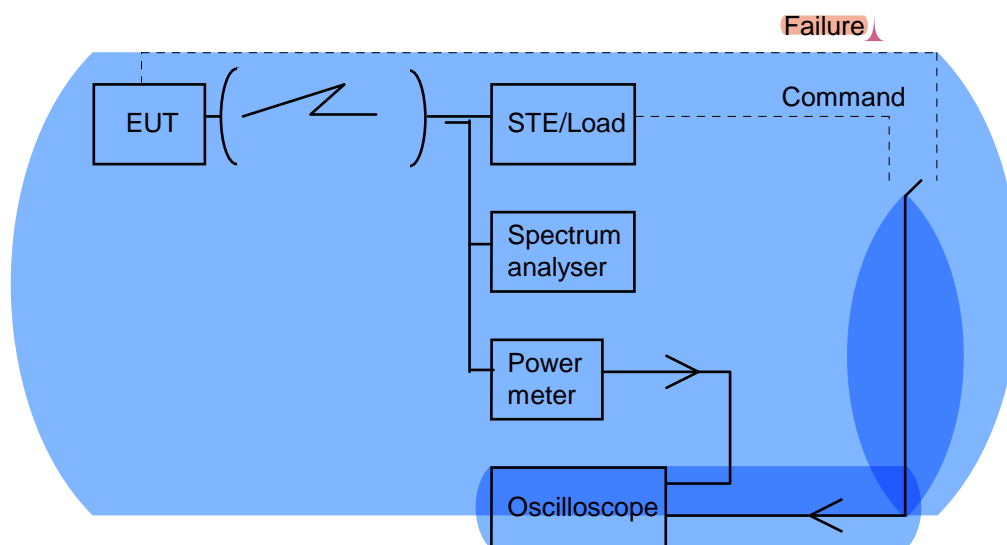 Failure
EUT
STE/Load
Command
Spectrum
analyser
Power
meter
Oscilloscope